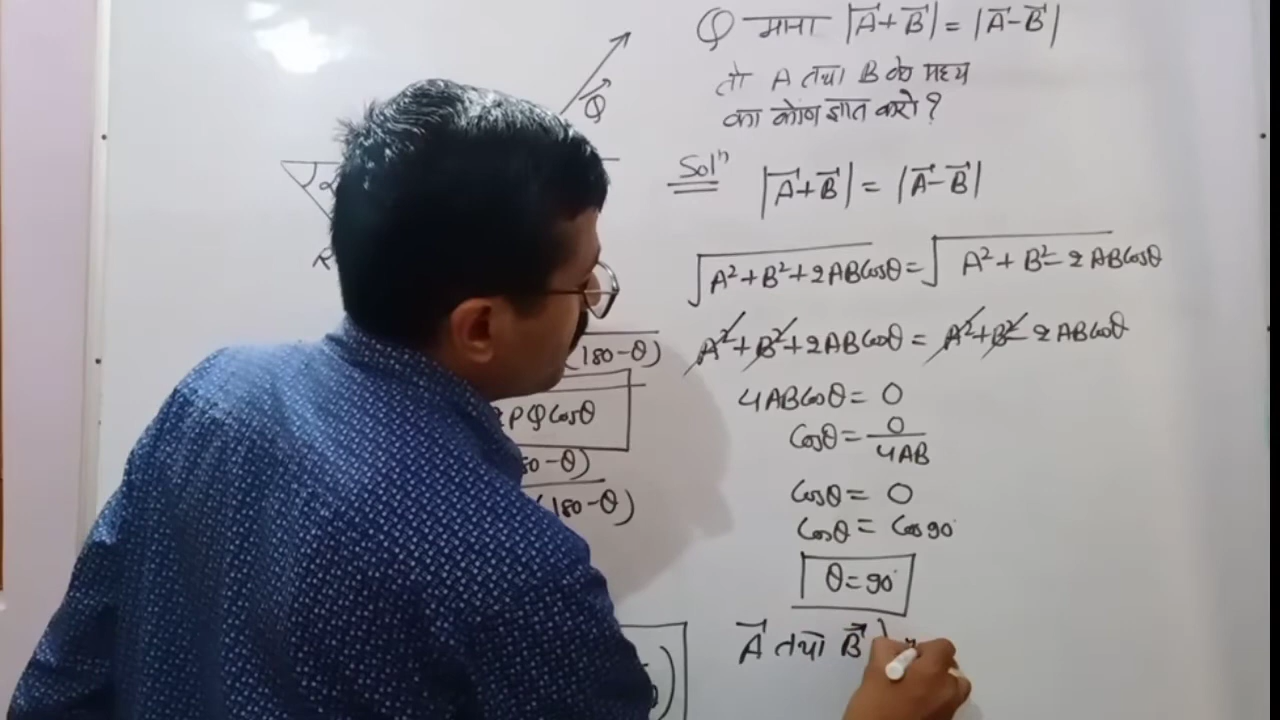 Q माना |A⃗+B⃗| = |A⃗-B⃗|
तो A तथा B के मध्य
का कोण ज्ञात करो ?
Solⁿ |A⃗+B⃗| = |A⃗-B⃗|
√A²+B²+2ABCosθ = √A²+B²-2ABCosθ
A²+B²+2ABCosθ = A²+B²-2ABCosθ
4ABCosθ = 0
Cosθ = 0/4AB
Cosθ = 0
Cosθ = Cos90°
θ=90°
A⃗ तथा B⃗
Q⃗
R
(180-θ)
2PQCosθ
-θ)
(180-θ)